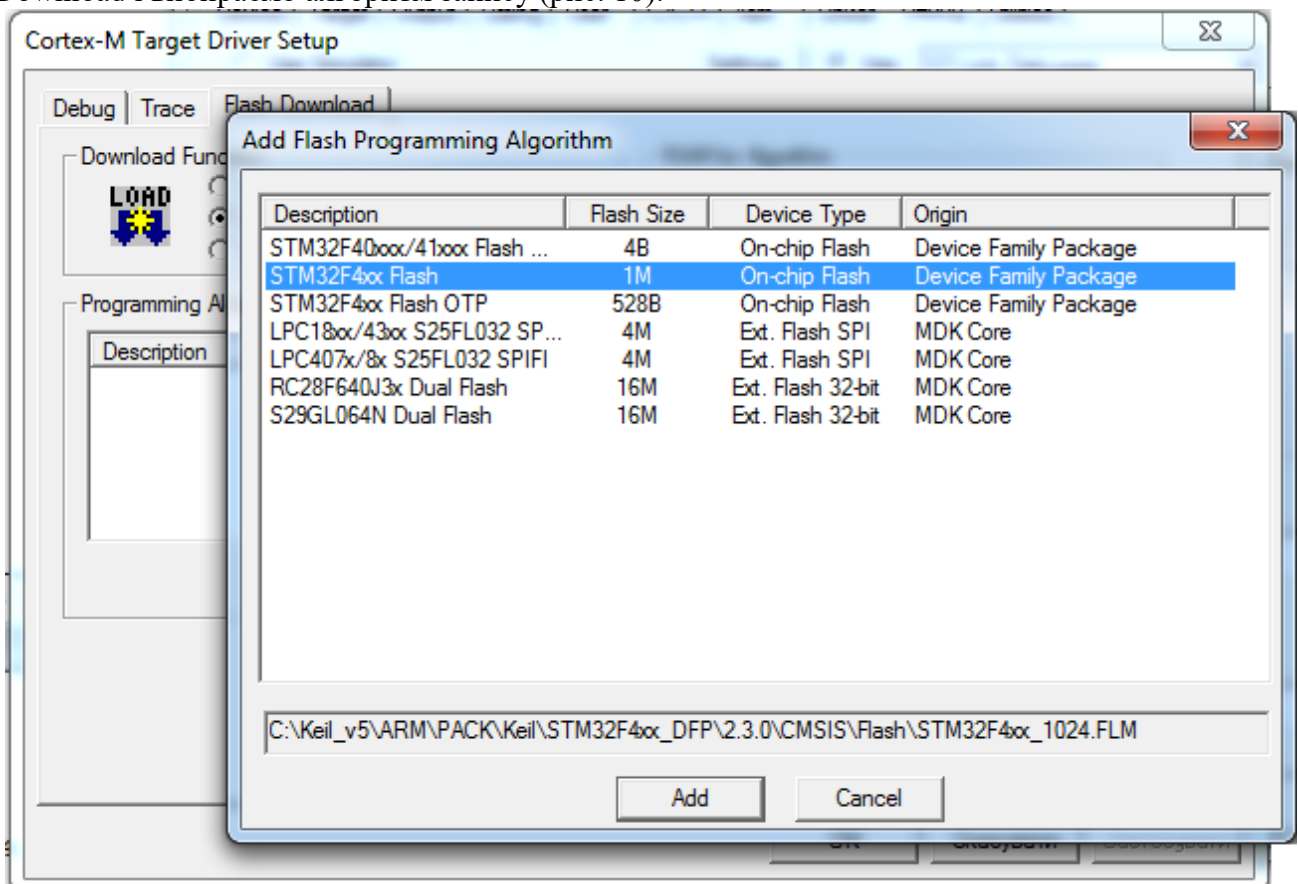 Download і (рис. 10).
Cortex-M Target Driver Setup
Debug Trace Flash Download
Download Func
LOAD
Programming Al
Description
Add Flash Programming Algorithm
Description Flash Size Device Type Origin
STM32F40xxx/41xxx Flash ... 4B On-chip Flash Device Family Package
STM32F4xx Flash 1M On-chip Flash Device Family Package
STM32F4xx Flash OTP 528B On-chip Flash Device Family Package
LPC18xx/43xx S25FL032 SP... 4M Ext. Flash SPI MDK Core
LPC407x/8x S25FL032 SPIFI 4M Ext. Flash SPI MDK Core
RC28F640J3x Dual Flash 16M Ext. Flash 32-bit MDK Core
S29GL064N Dual Flash 16M Ext. Flash 32-bit MDK Core
C:\Keil_v5\ARM\PACK\Keil\STM32F4xx_DFP\2.3.0\CMSIS\Flash\STM32F4xx_1024.FLM
Add Cancel